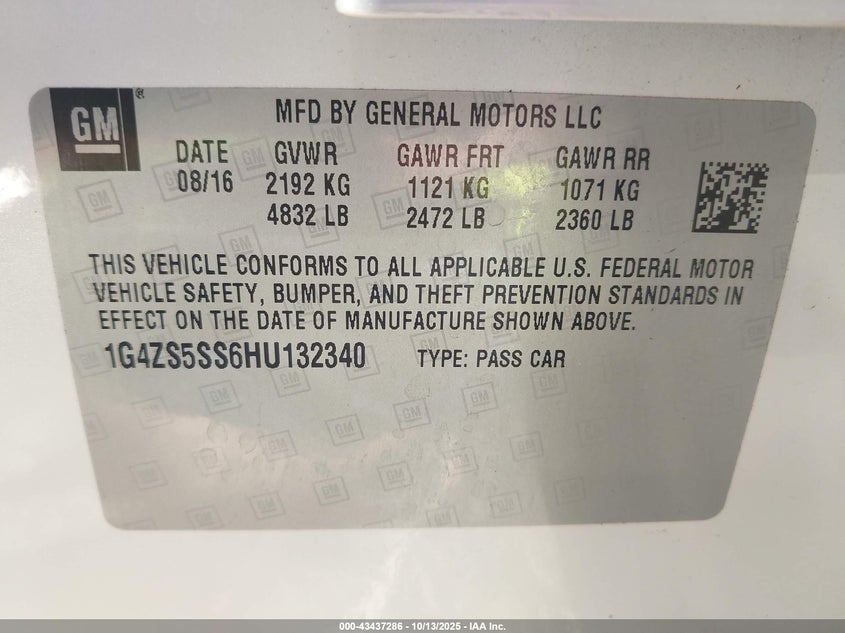 GM®
MFD BY GENERAL MOTORS LLC
DATE GVWR GAWR FRT GAWR RR
08/16 2192 KG 1121 KG 1071 KG
4832 LB 2472 LB 2360 LB
THIS VEHICLE CONFORMS TO ALL APPLICABLE U.S. FEDERAL MOTOR
VEHICLE SAFETY, BUMPER, AND THEFT PREVENTION STANDARDS IN
EFFECT ON THE DATE OF MANUFACTURE SHOWN ABOVE.
1G4ZS5SS6HU132340 TYPE: PASS CAR
000-43437286 - 10/13/2025 - IAA Inc.